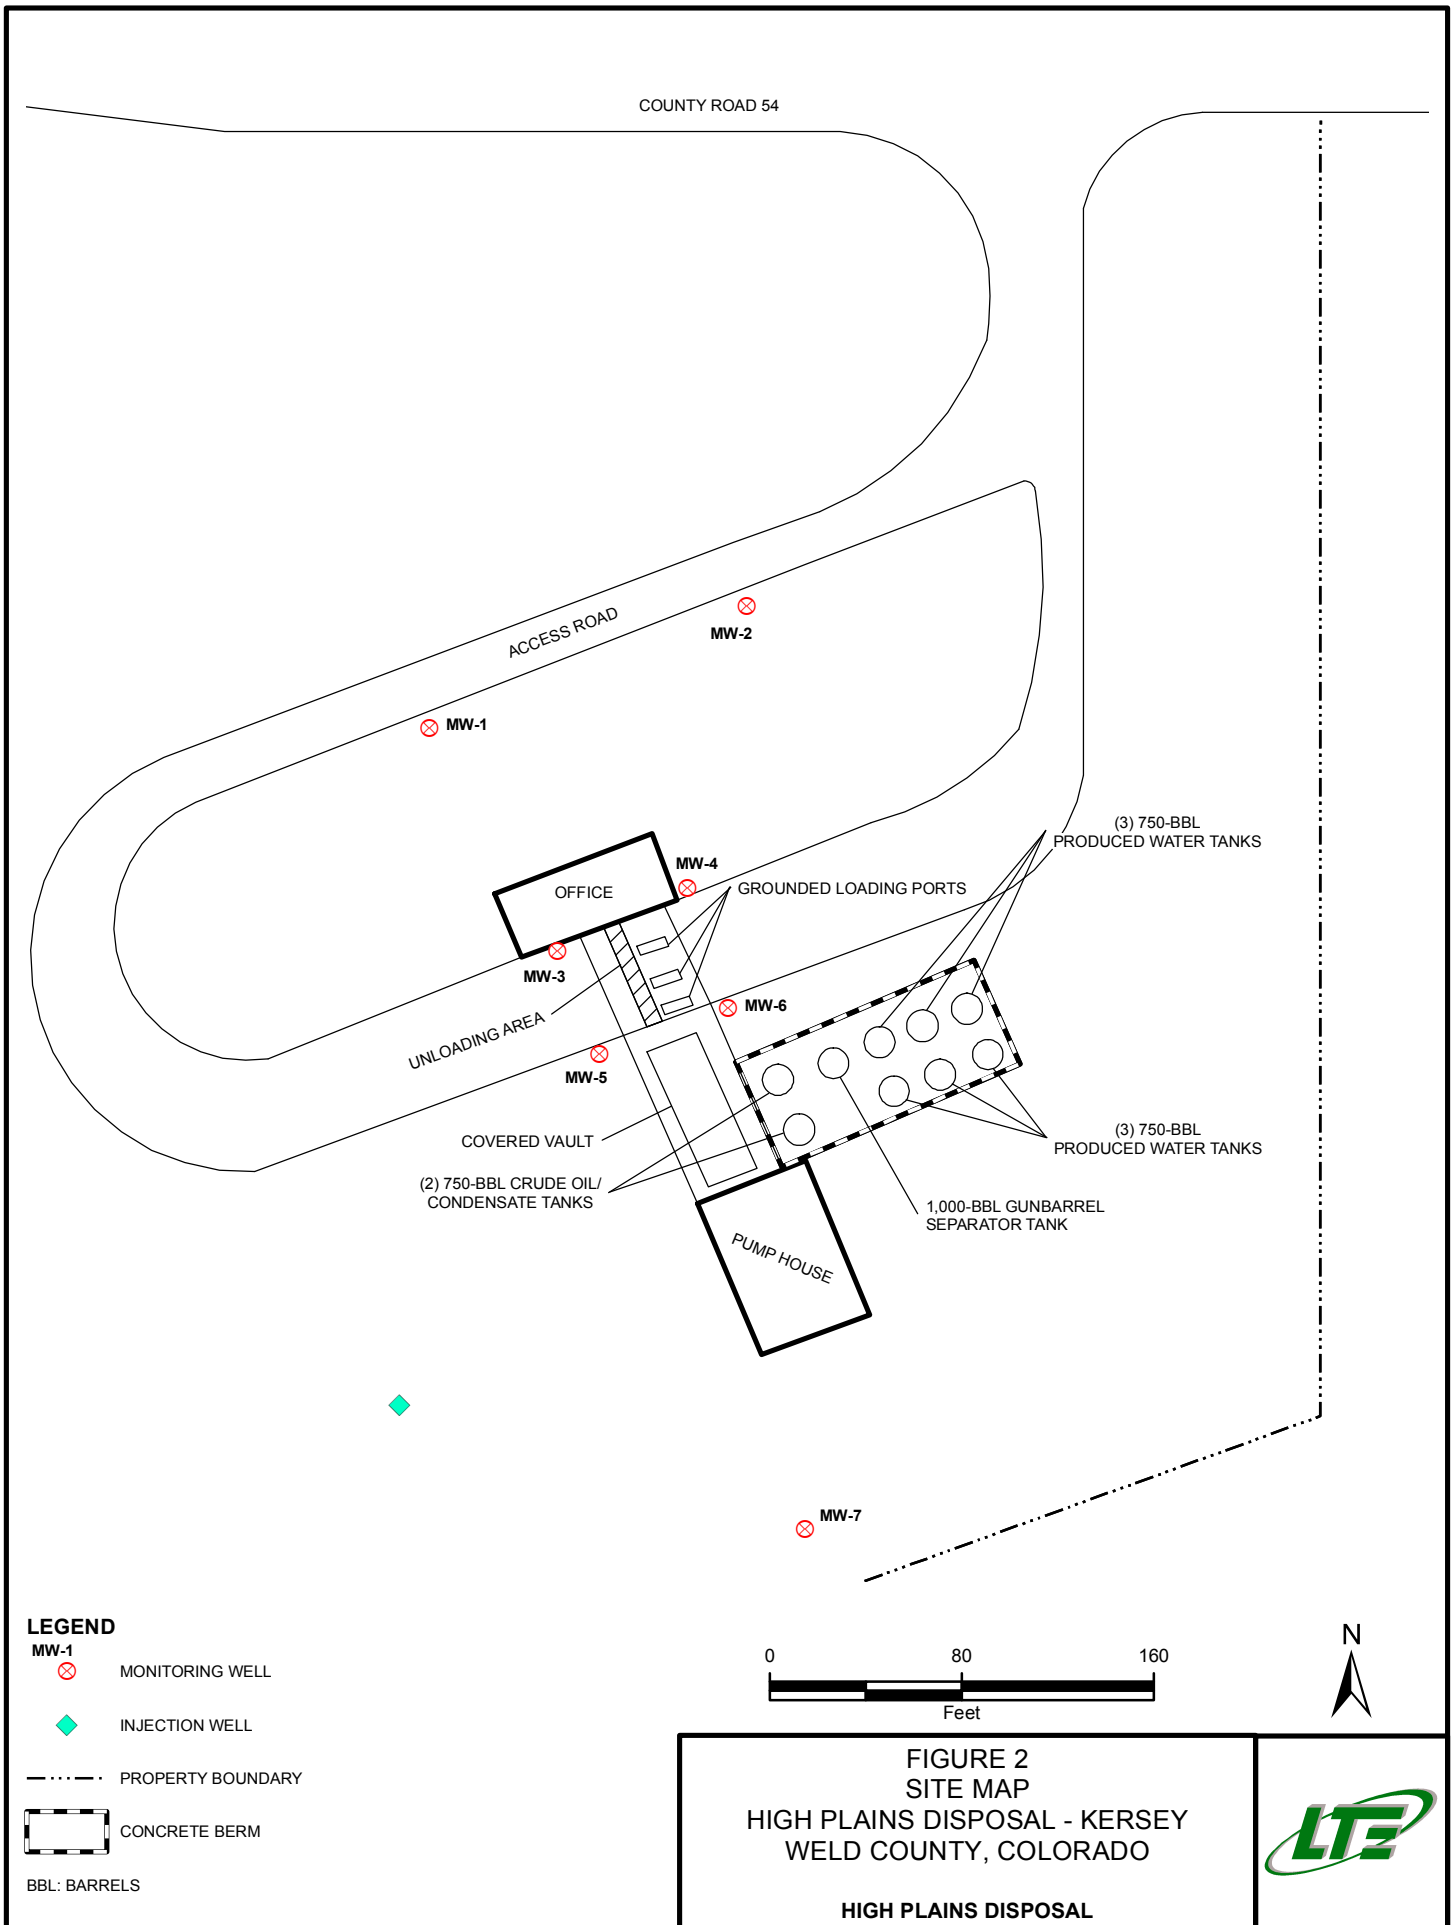 COUNTY ROAD 54
ACCESS ROAD
MW-2
MW-1
(3) 750-BBL
PRODUCED WATER TANKS
MW-4
OFFICE
GROUNDED LOADING PORTS
MW-3
MW-6
UNLOADING AREA
MW-5
COVERED VAULT
(3) 750-BBL
PRODUCED WATER TANKS
(2) 750-BBL CRUDE OIL/
CONDENSATE TANKS
1,000-BBL GUNBARREL
SEPARATOR TANK
PUMP HOUSE
MW-7
LEGEND
MW-1
MONITORING WELL
INJECTION WELL
PROPERTY BOUNDARY
CONCRETE BERM
BBL: BARRELS
0 80 160
Feet
N
FIGURE 2
SITE MAP
HIGH PLAINS DISPOSAL - KERSEY
WELD COUNTY, COLORADO
HIGH PLAINS DISPOSAL
LTE